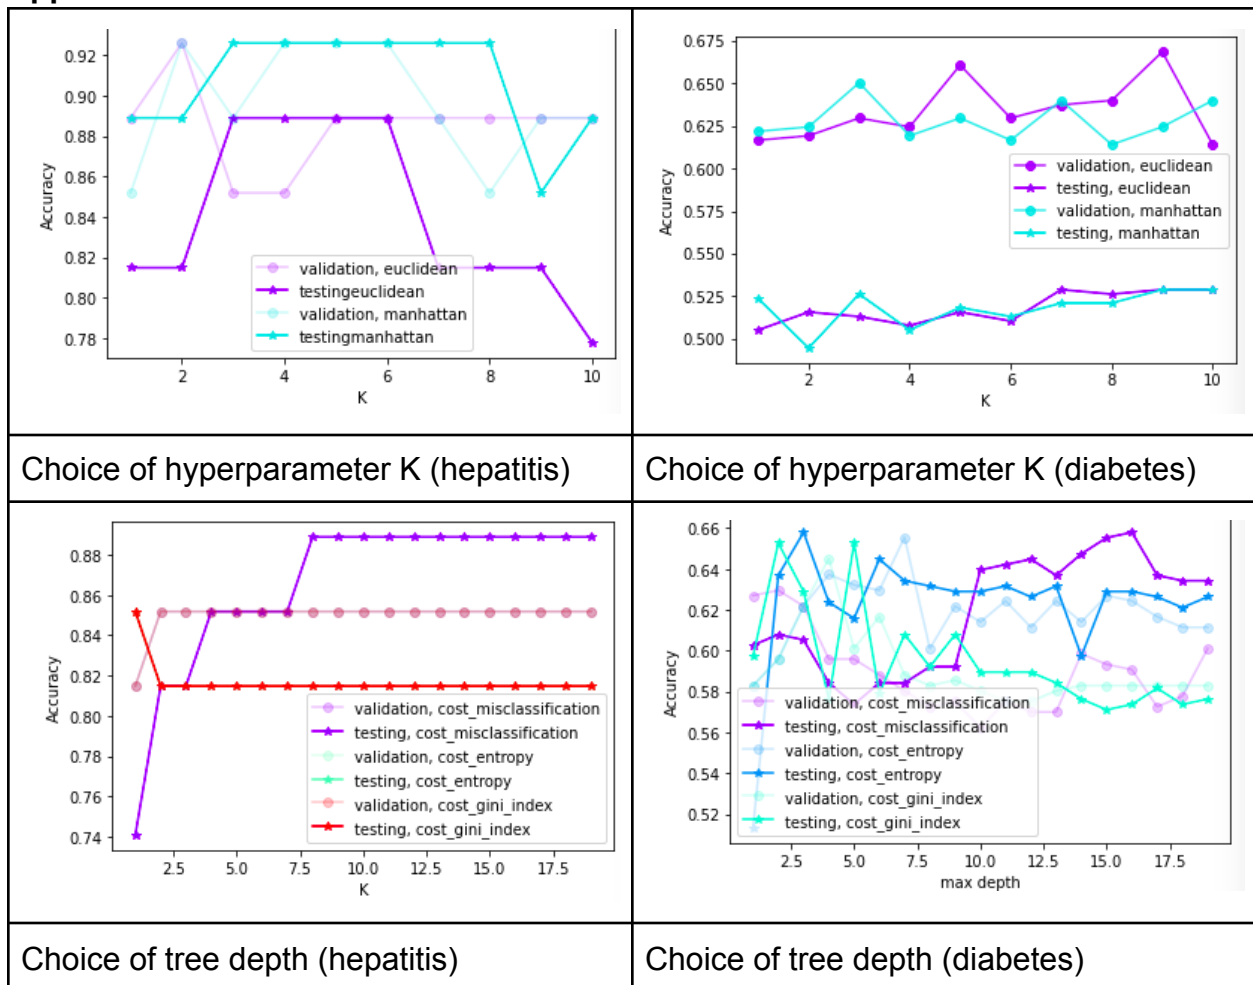 0.92
0.90
0.88
0.86
0.84
0.82
0.80
0.78
Accuracy
validation, euclidean
testingeuclidean
validation, manhattan
testingmanhattan
2 4 6 8 10
K
0.675
0.650
0.625
0.600
0.575
0.550
0.525
0.500
Accuracy
validation, euclidean
testing, euclidean
validation, manhattan
testing, manhattan
2 4 6 8 10
K
Choice of hyperparameter K (hepatitis)
Choice of hyperparameter K (diabetes)
0.88
0.86
0.84
0.82
0.80
0.78
0.76
0.74
Accuracy
validation, cost_misclassification
testing, cost_misclassification
validation, cost_entropy
testing, cost_entropy
validation, cost_gini_index
testing, cost_gini_index
2.5 5.0 7.5 10.0 12.5 15.0 17.5
K
0.66
0.64
0.62
0.60
0.58
0.56
0.54
0.52
Accuracy
validation, cost_misclassification
testing, cost_misclassification
validation, cost_entropy
testing, cost_entropy
validation, cost_gini_index
testing, cost_gini_index
2.5 5.0 7.5 10.0 12.5 15.0 17.5
max depth
Choice of tree depth (hepatitis)
Choice of tree depth (diabetes)